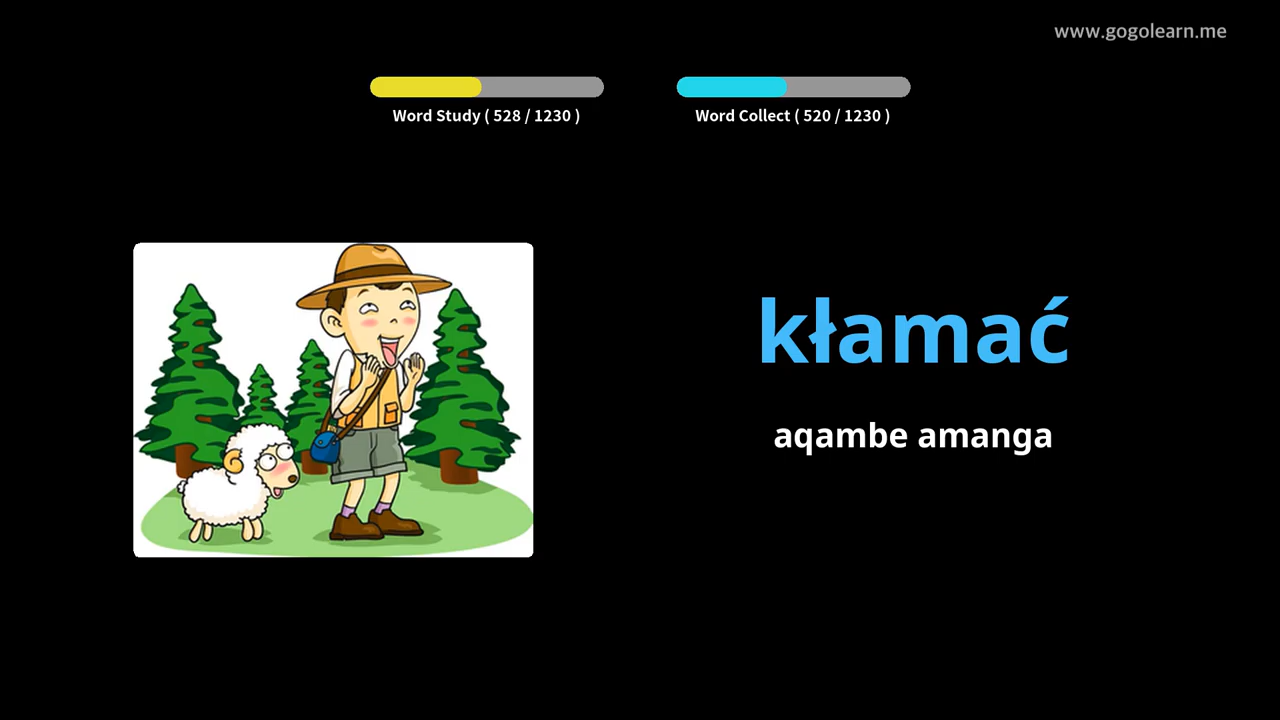 www.gogolearn.me
Word Study ( 528 / 1230 )
Word Collect ( 520 / 1230 )
kłamać
aqambe amanga